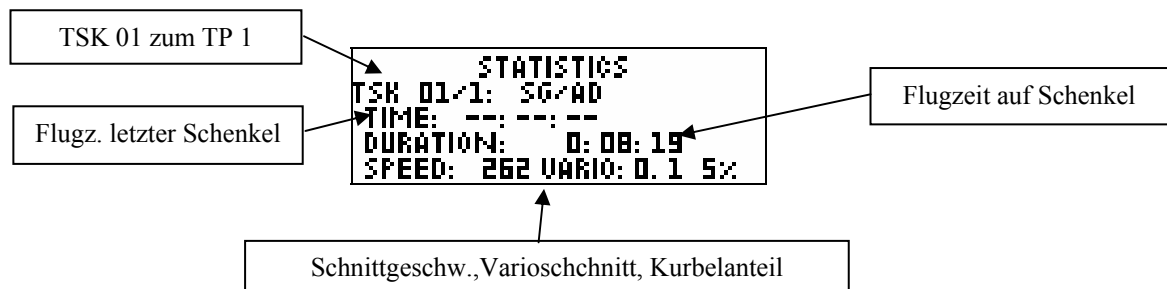 TSK 01 zum TP 1
STATISTICS
TSK 01/1: SG/AD
TIME: --:--:--
DURATION: 0:08:19
SPEED: 262 VARIO: 0.1 5%
Flugz. letzter Schenkel
Flugzeit auf Schenkel
Schnittgeschw.,Varioschchnitt, Kurbelanteil